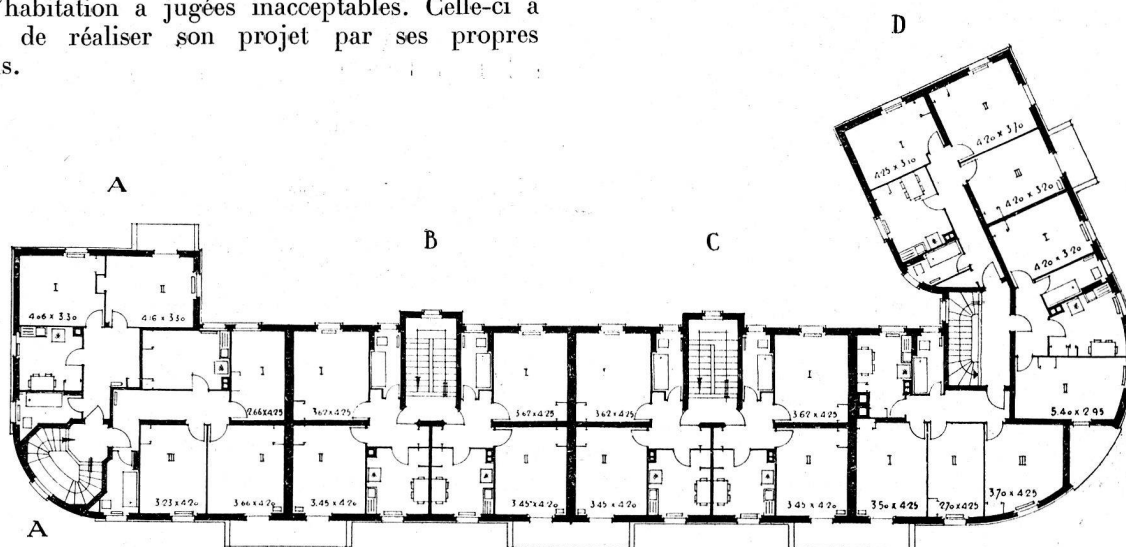 l'habitation a jugées inacceptables. Celle-ci a
de réaliser son projet par ses propres
s.
D
A
B
C
A
I
4.25 x 3.10
II
4.20 x 3.70
III
4.20 x 3.20
I
4.20 x 3.20
II
5.40 x 2.95
I
4.06 x 3.30
II
4.16 x 3.30
I
2.66 x 4.25
I
3.62 x 4.25
I
3.62 x 4.25
3.62 x 4.25
I
3.62 x 4.25
III
3.23 x 4.20
II
3.66 x 4.20
II
3.45 x 4.20
II
3.45 x 4.20
II
3.45 x 4.20
II
3.45 x 4.20
I
3.50 x 4.25
II
2.70 x 4.25
III
3.70 x 4.25